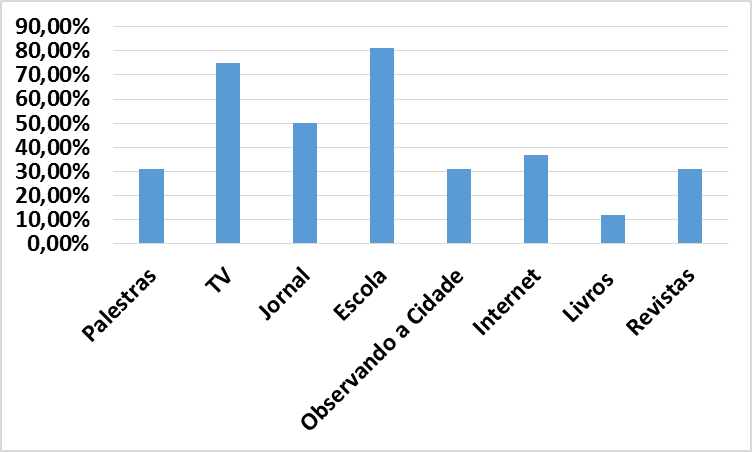 90,00%
80,00%
70,00%
60,00%
50,00%
40,00%
30,00%
20,00%
10,00%
0,00%
Palestras
TV
Jornal
Escola
Observando a Cidade
Internet
Livros
Revistas